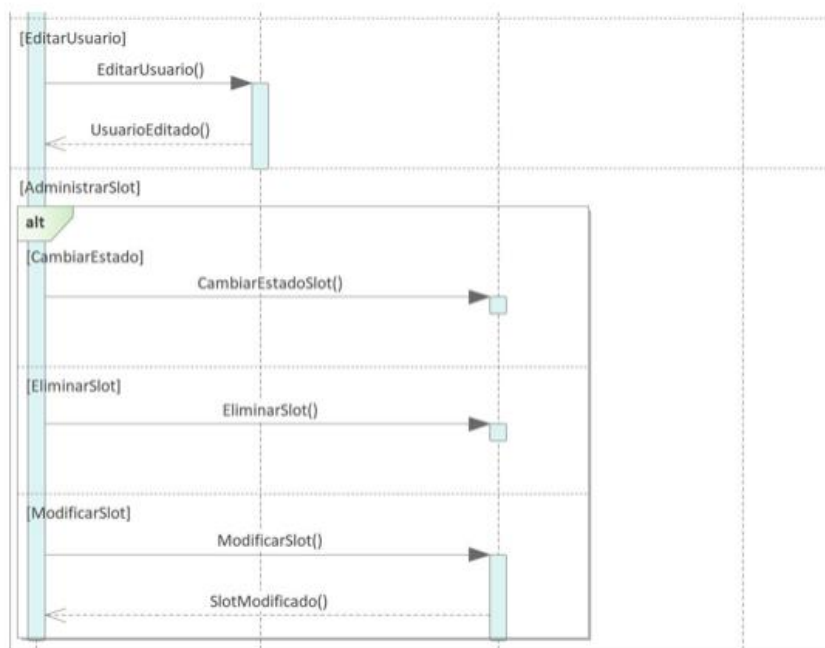 [EditarUsuario]
EditarUsuario()
UsuarioEditado()
[AdministrarSlot]
alt
[CambiarEstado]
CambiarEstadoSlot()
[EliminarSlot]
EliminarSlot()
[ModificarSlot]
ModificarSlot()
SlotModificado()